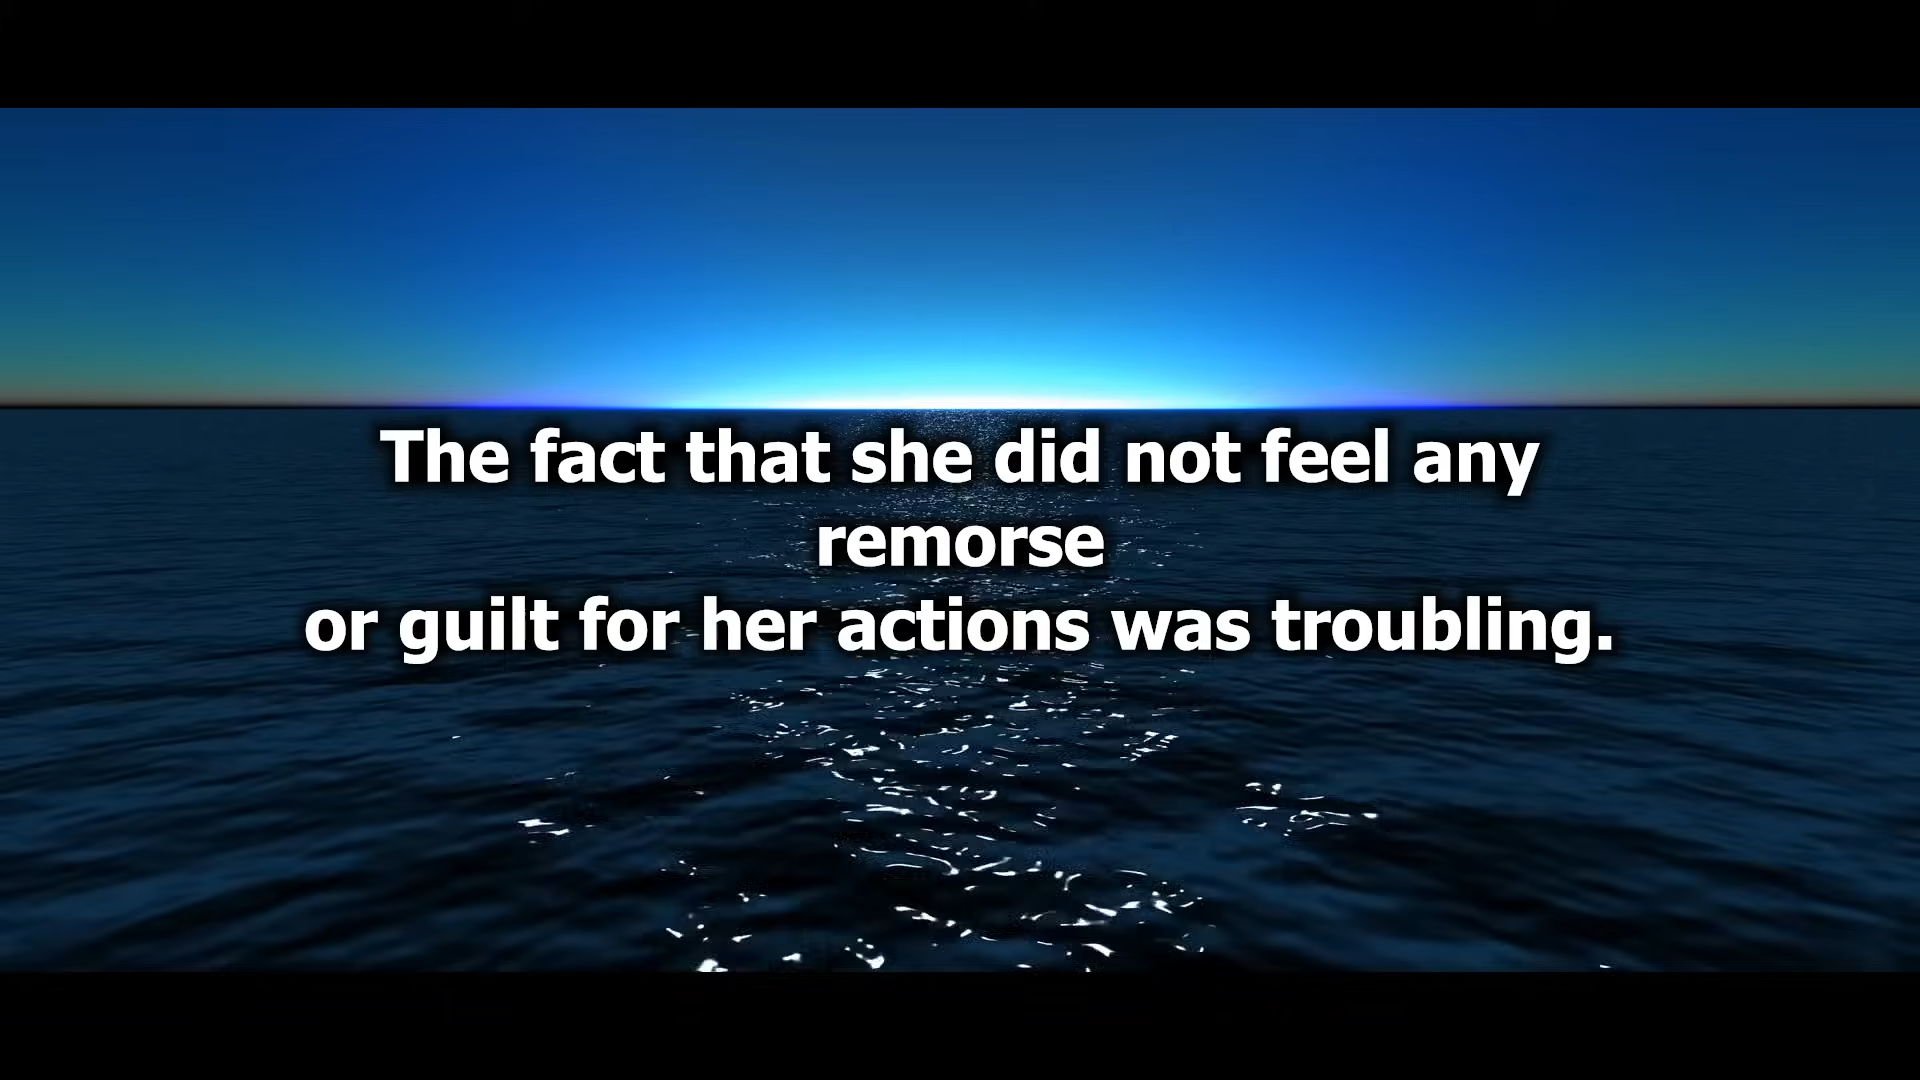 The fact that she did not feel any
remorse
or guilt for her actions was troubling.